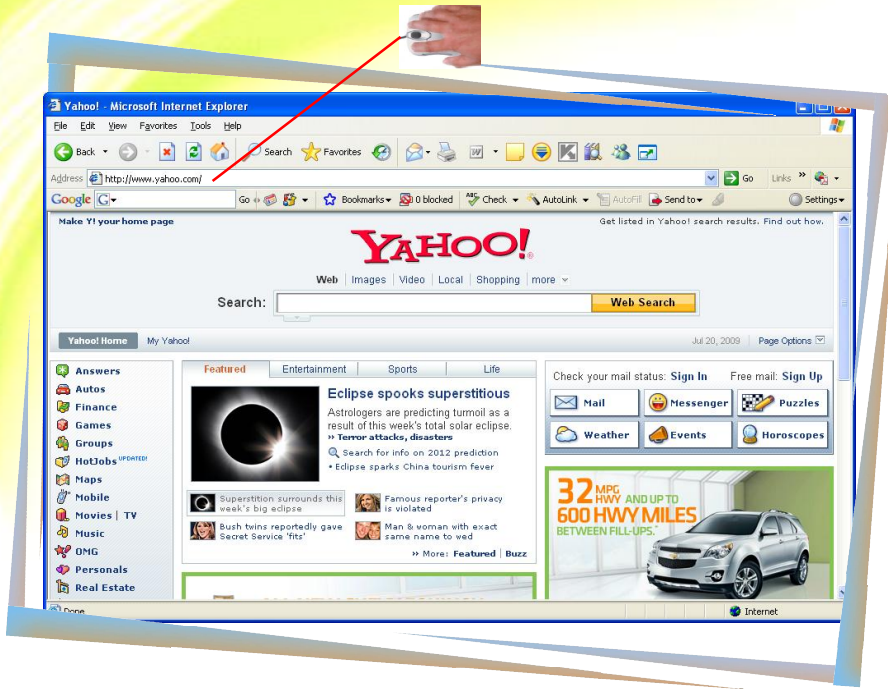 Yahoo! - Microsoft Internet Explorer
File Edit View Favorites Tools Help
Back Search Favorites W K
Address http://www.yahoo.com/ Go Links »
Google G Go Bookmarks 0 blocked ABC Check AutoLink AutoFill Send to Settings
Make Y! your home page Get listed in Yahoo! search results. Find out how.
YAHOO!®
Web Images Video Local Shopping more
Search: Web Search
Yahoo! Home My Yahoo! Jul 20, 2009 Page Options
Answers
Autos
Finance
Games
Groups
HotJobs UPDATED!
Maps
Mobile
Movies | TV
Music
OMG
Personals
Real Estate
Featured Entertainment Sports Life
Eclipse spooks superstitious
Astrologers are predicting turmoil as a
result of this week's total solar eclipse.
» Terror attacks, disasters
Search for info on 2012 prediction
• Eclipse sparks China tourism fever
Superstition surrounds this
week's big eclipse
Famous reporter's privacy
is violated
Bush twins reportedly gave
Secret Service 'fits'
Man & woman with exact
same name to wed
» More: Featured | Buzz
Check your mail status: Sign In Free mail: Sign Up
Mail Messenger Puzzles
Weather Events Horoscopes
32 MPG HWY AND UP TO
600 HWY MILES
BETWEEN FILL-UPS.*
Done Internet